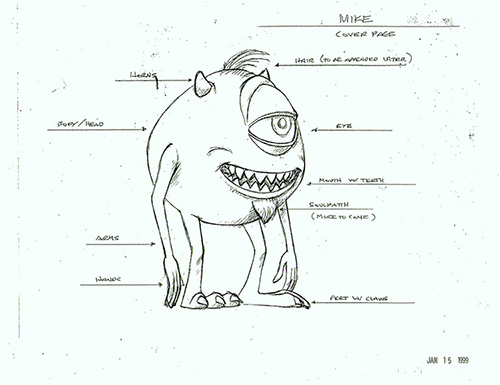 MIKE
COVER PAGE
HAIR (TO BE APPENDED LATER)
HORNS
BODY/HEAD
EYE
MOUTH W/ TEETH
SOULPATCH
(MORE TO COME)
ARMS
HANDS
FEET W/ CLAWS
JAN 15 1999